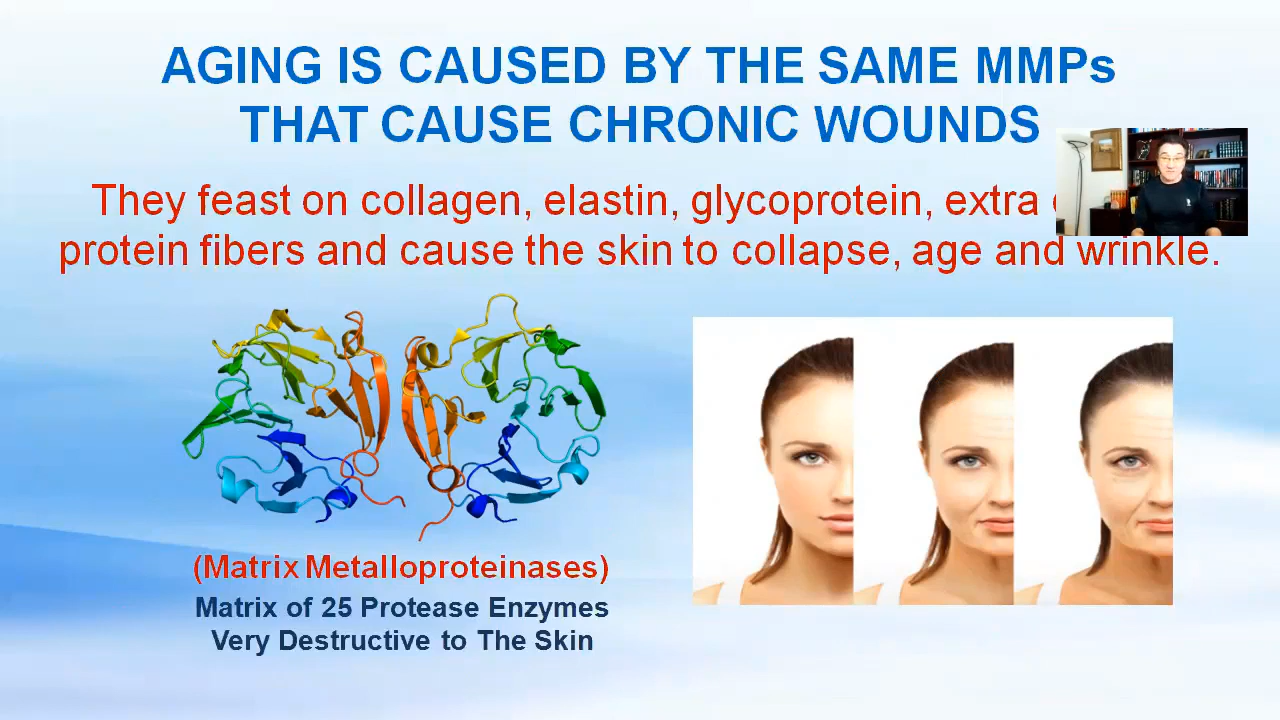 AGING IS CAUSED BY THE SAME MMPs
THAT CAUSE CHRONIC WOUNDS
They feast on collagen, elastin, glycoprotein, extra
protein fibers and cause the skin to collapse, age and wrinkle.
(Matrix Metalloproteinases)
Matrix of 25 Protease Enzymes
Very Destructive to The Skin